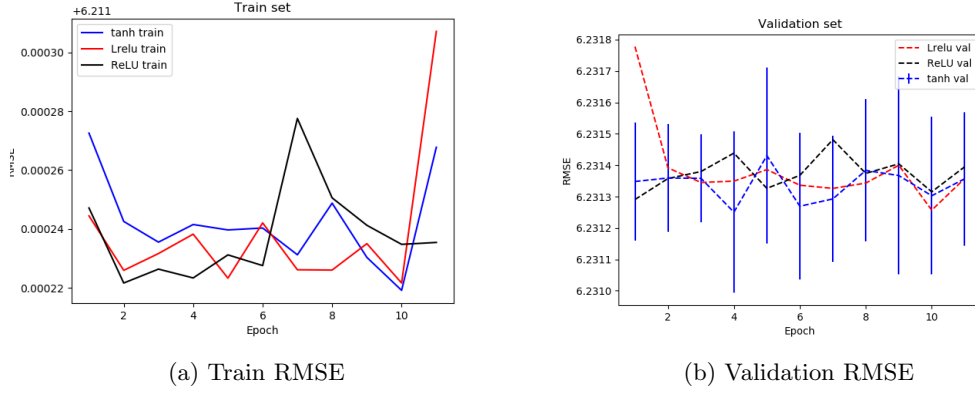 Train set
+6.211
tanh train
Lrelu train
ReLU train
0.00030
0.00028
0.00026
0.00024
0.00022
RMSE
2 4 6 8 10
Epoch
(a) Train RMSE
Validation set
Lrelu val
ReLU val
tanh val
6.2318
6.2317
6.2316
6.2315
6.2314
6.2313
6.2312
6.2311
6.2310
RMSE
2 4 6 8 10
Epoch
(b) Validation RMSE